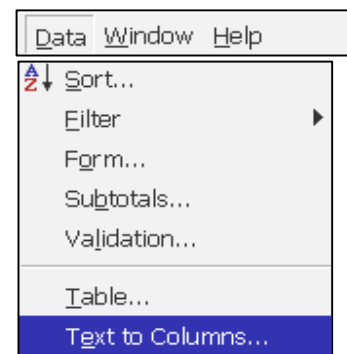 Data Window Help
Sort...
Filter
Form...
Subtotals...
Validation...
Table...
Text to Columns...